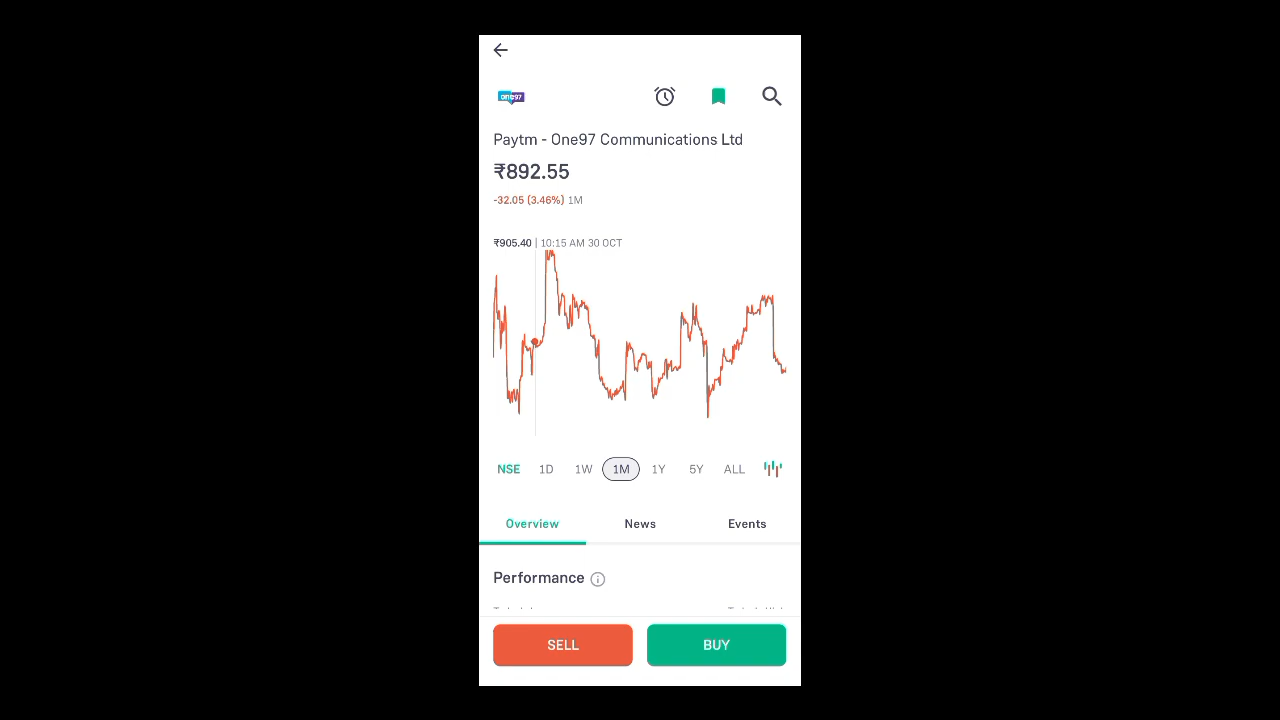 one97
Paytm - One97 Communications Ltd
₹892.55
-32.05 (3.46%) 1M
₹905.40 | 10:15 AM 30 OCT
NSE 1D 1W 1M 1Y 5Y ALL
Overview News Events
Performance
SELL BUY